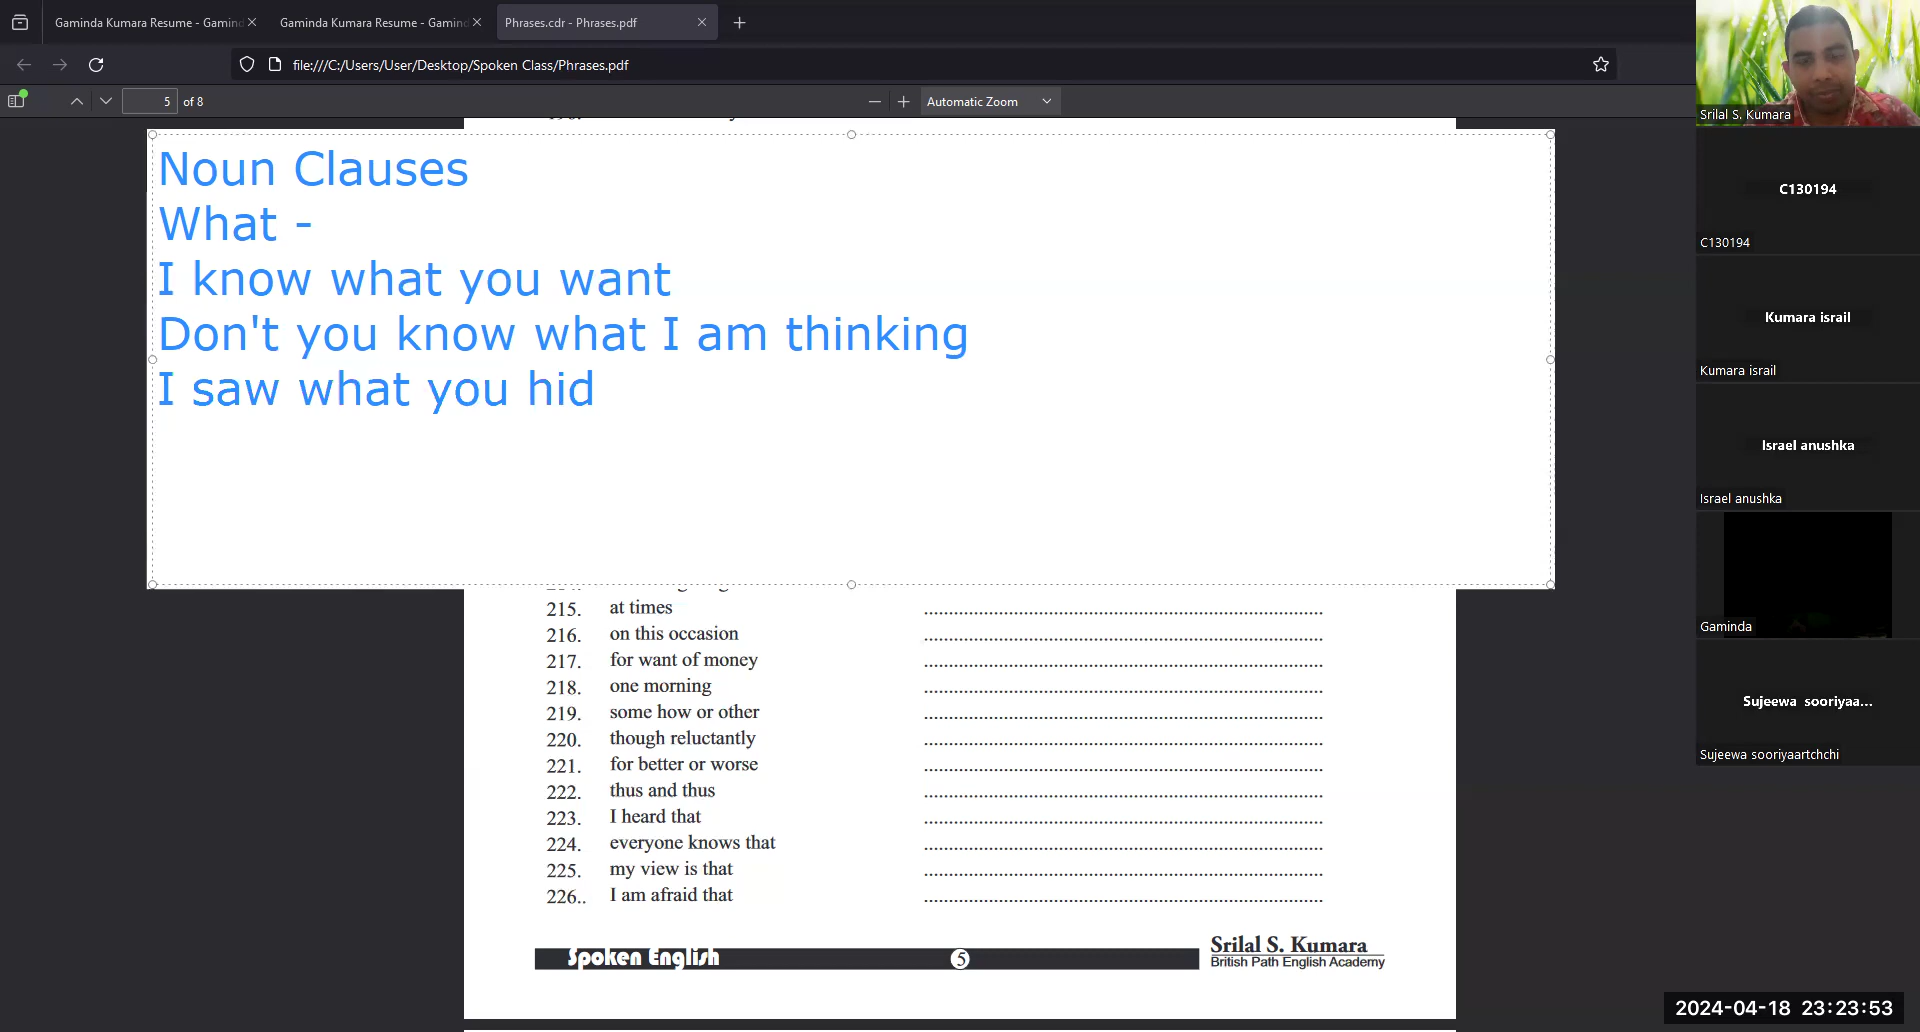 Gaminda Kumara Resume - Gamind
Gaminda Kumara Resume - Gamind
Phrases.cdr - Phrases.pdf
file:///C:/Users/User/Desktop/Spoken Class/Phrases.pdf
5 of 8
Automatic Zoom
Noun Clauses
What -
I know what you want
Don't you know what I am thinking
I saw what you hid
215. at times ................................................................................
216. on this occasion ................................................................................
217. for want of money ................................................................................
218. one morning ................................................................................
219. some how or other ................................................................................
220. though reluctantly ................................................................................
221. for better or worse ................................................................................
222. thus and thus ................................................................................
223. I heard that ................................................................................
224. everyone knows that ................................................................................
225. my view is that ................................................................................
226.. I am afraid that ................................................................................
Spoken English 5 Srilal S. Kumara
British Path English Academy
Srilal S. Kumara
C130194
C130194
Kumara israil
Kumara israil
Israel anushka
Israel anushka
Gaminda
Sujeewa sooriyaa...
Sujeewa sooriyaartchchi
2024-04-18 23:23:53